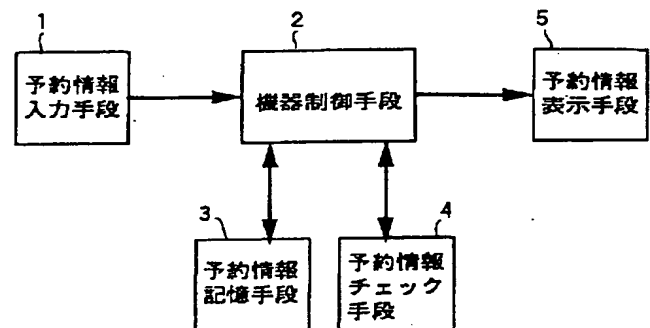 1
予約情報
入力手段
2
機器制御手段
5
予約情報
表示手段
3
予約情報
記憶手段
4
予約情報
チェック
手段